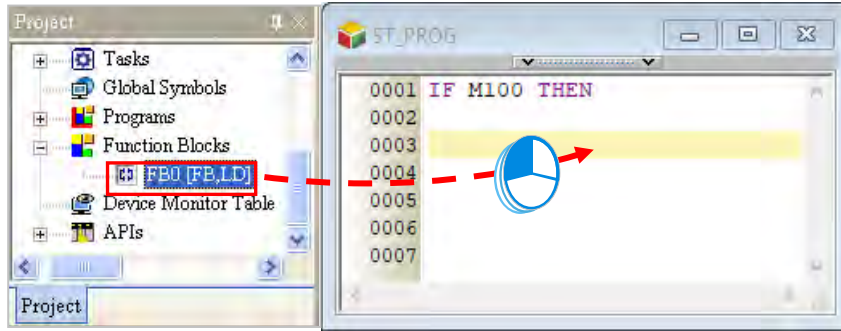 Project
Tasks
Global Symbols
Programs
Function Blocks
FB0 [FB,LD]
Device Monitor Table
APIs
Project
ST_PROG
0001 IF M100 THEN
0002
0003
0004
0005
0006
0007